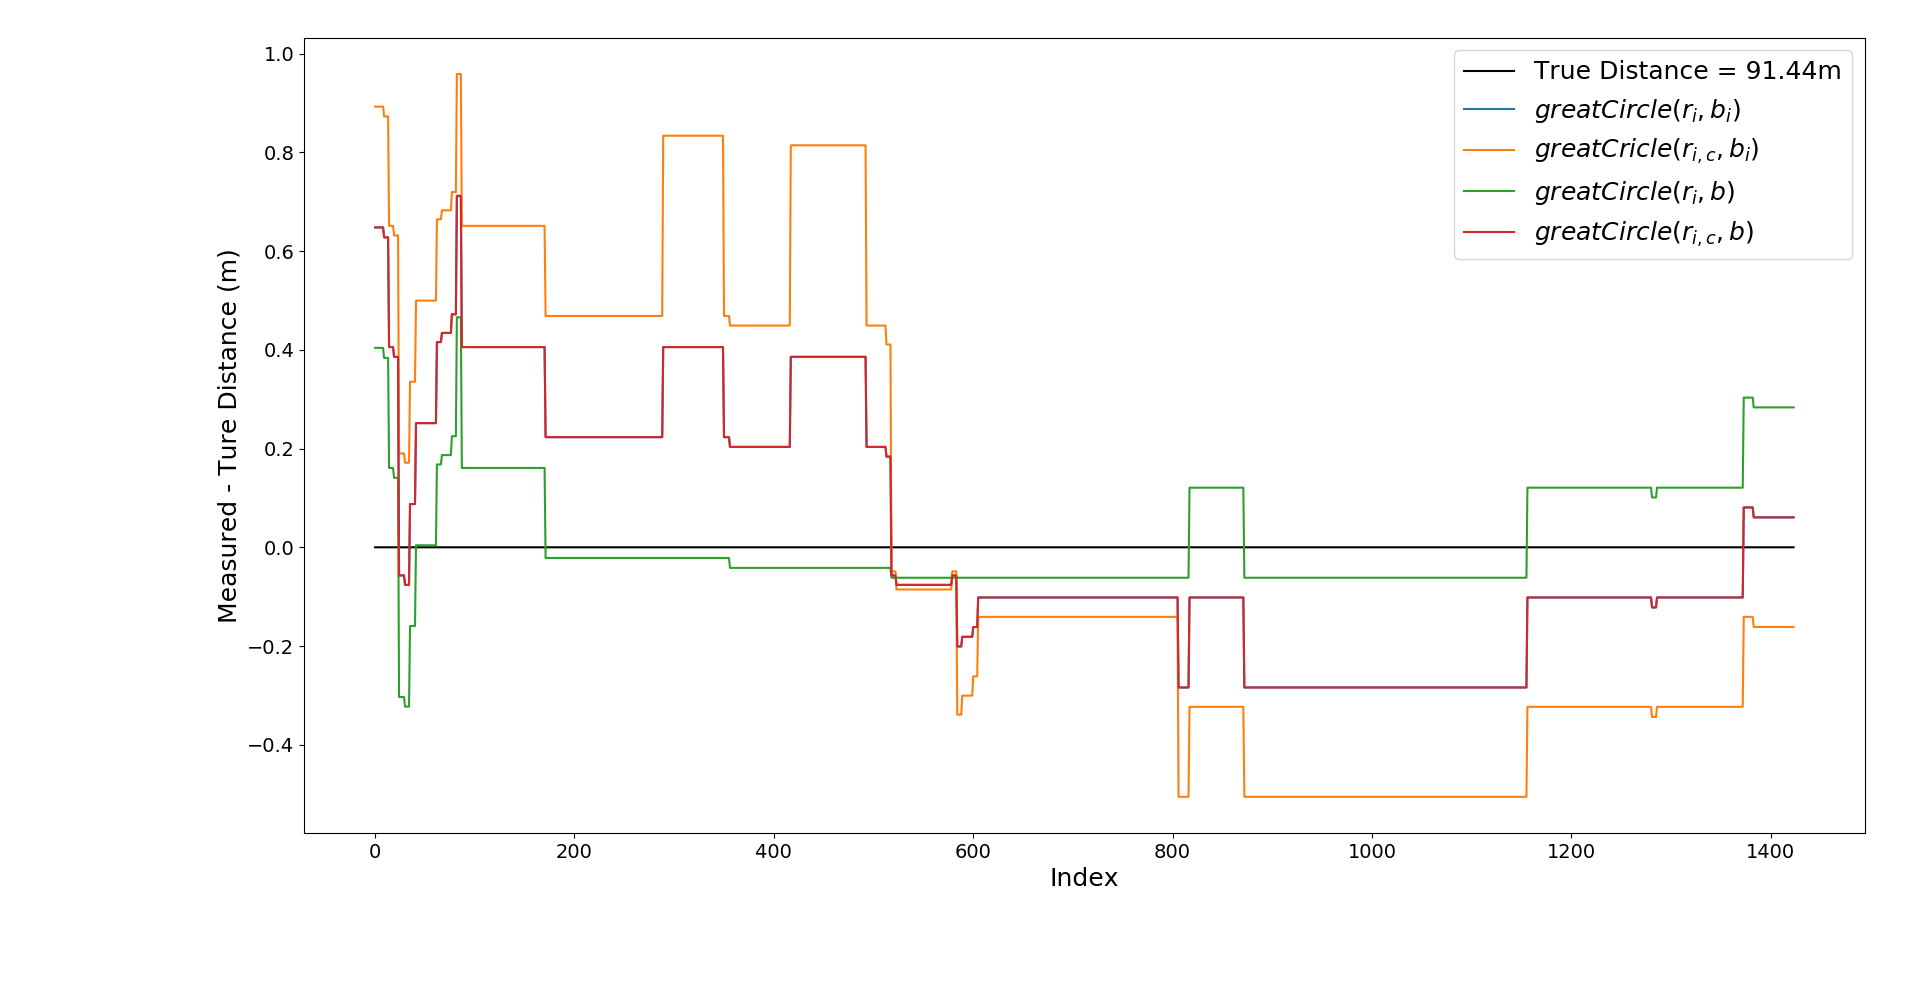 1.0
0.8
0.6
0.4
0.2
0.0
−0.2
−0.4
Measured - Ture Distance (m)
0 200 400 600 800 1000 1200 1400
Index
True Distance = 91.44m
greatCircle(r_i, b_i)
greatCricle(r_{i,c}, b_i)
greatCircle(r_i, b)
greatCircle(r_{i,c}, b)